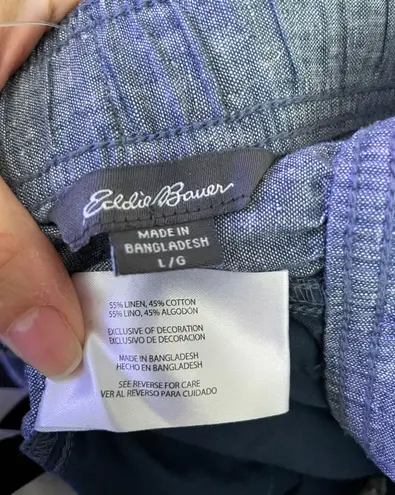 Eddie Bauer
MADE IN
BANGLADESH
L/G
55% LINEN, 45% COTTON
55% LINO, 45% ALGODON
EXCLUSIVE OF DECORATION
EXCLUSIVO DE DECORACION
MADE IN BANGLADESH
HECHO EN BANGLADESH
SEE REVERSE FOR CARE
VER AL REVERSO PARA CUIDADO